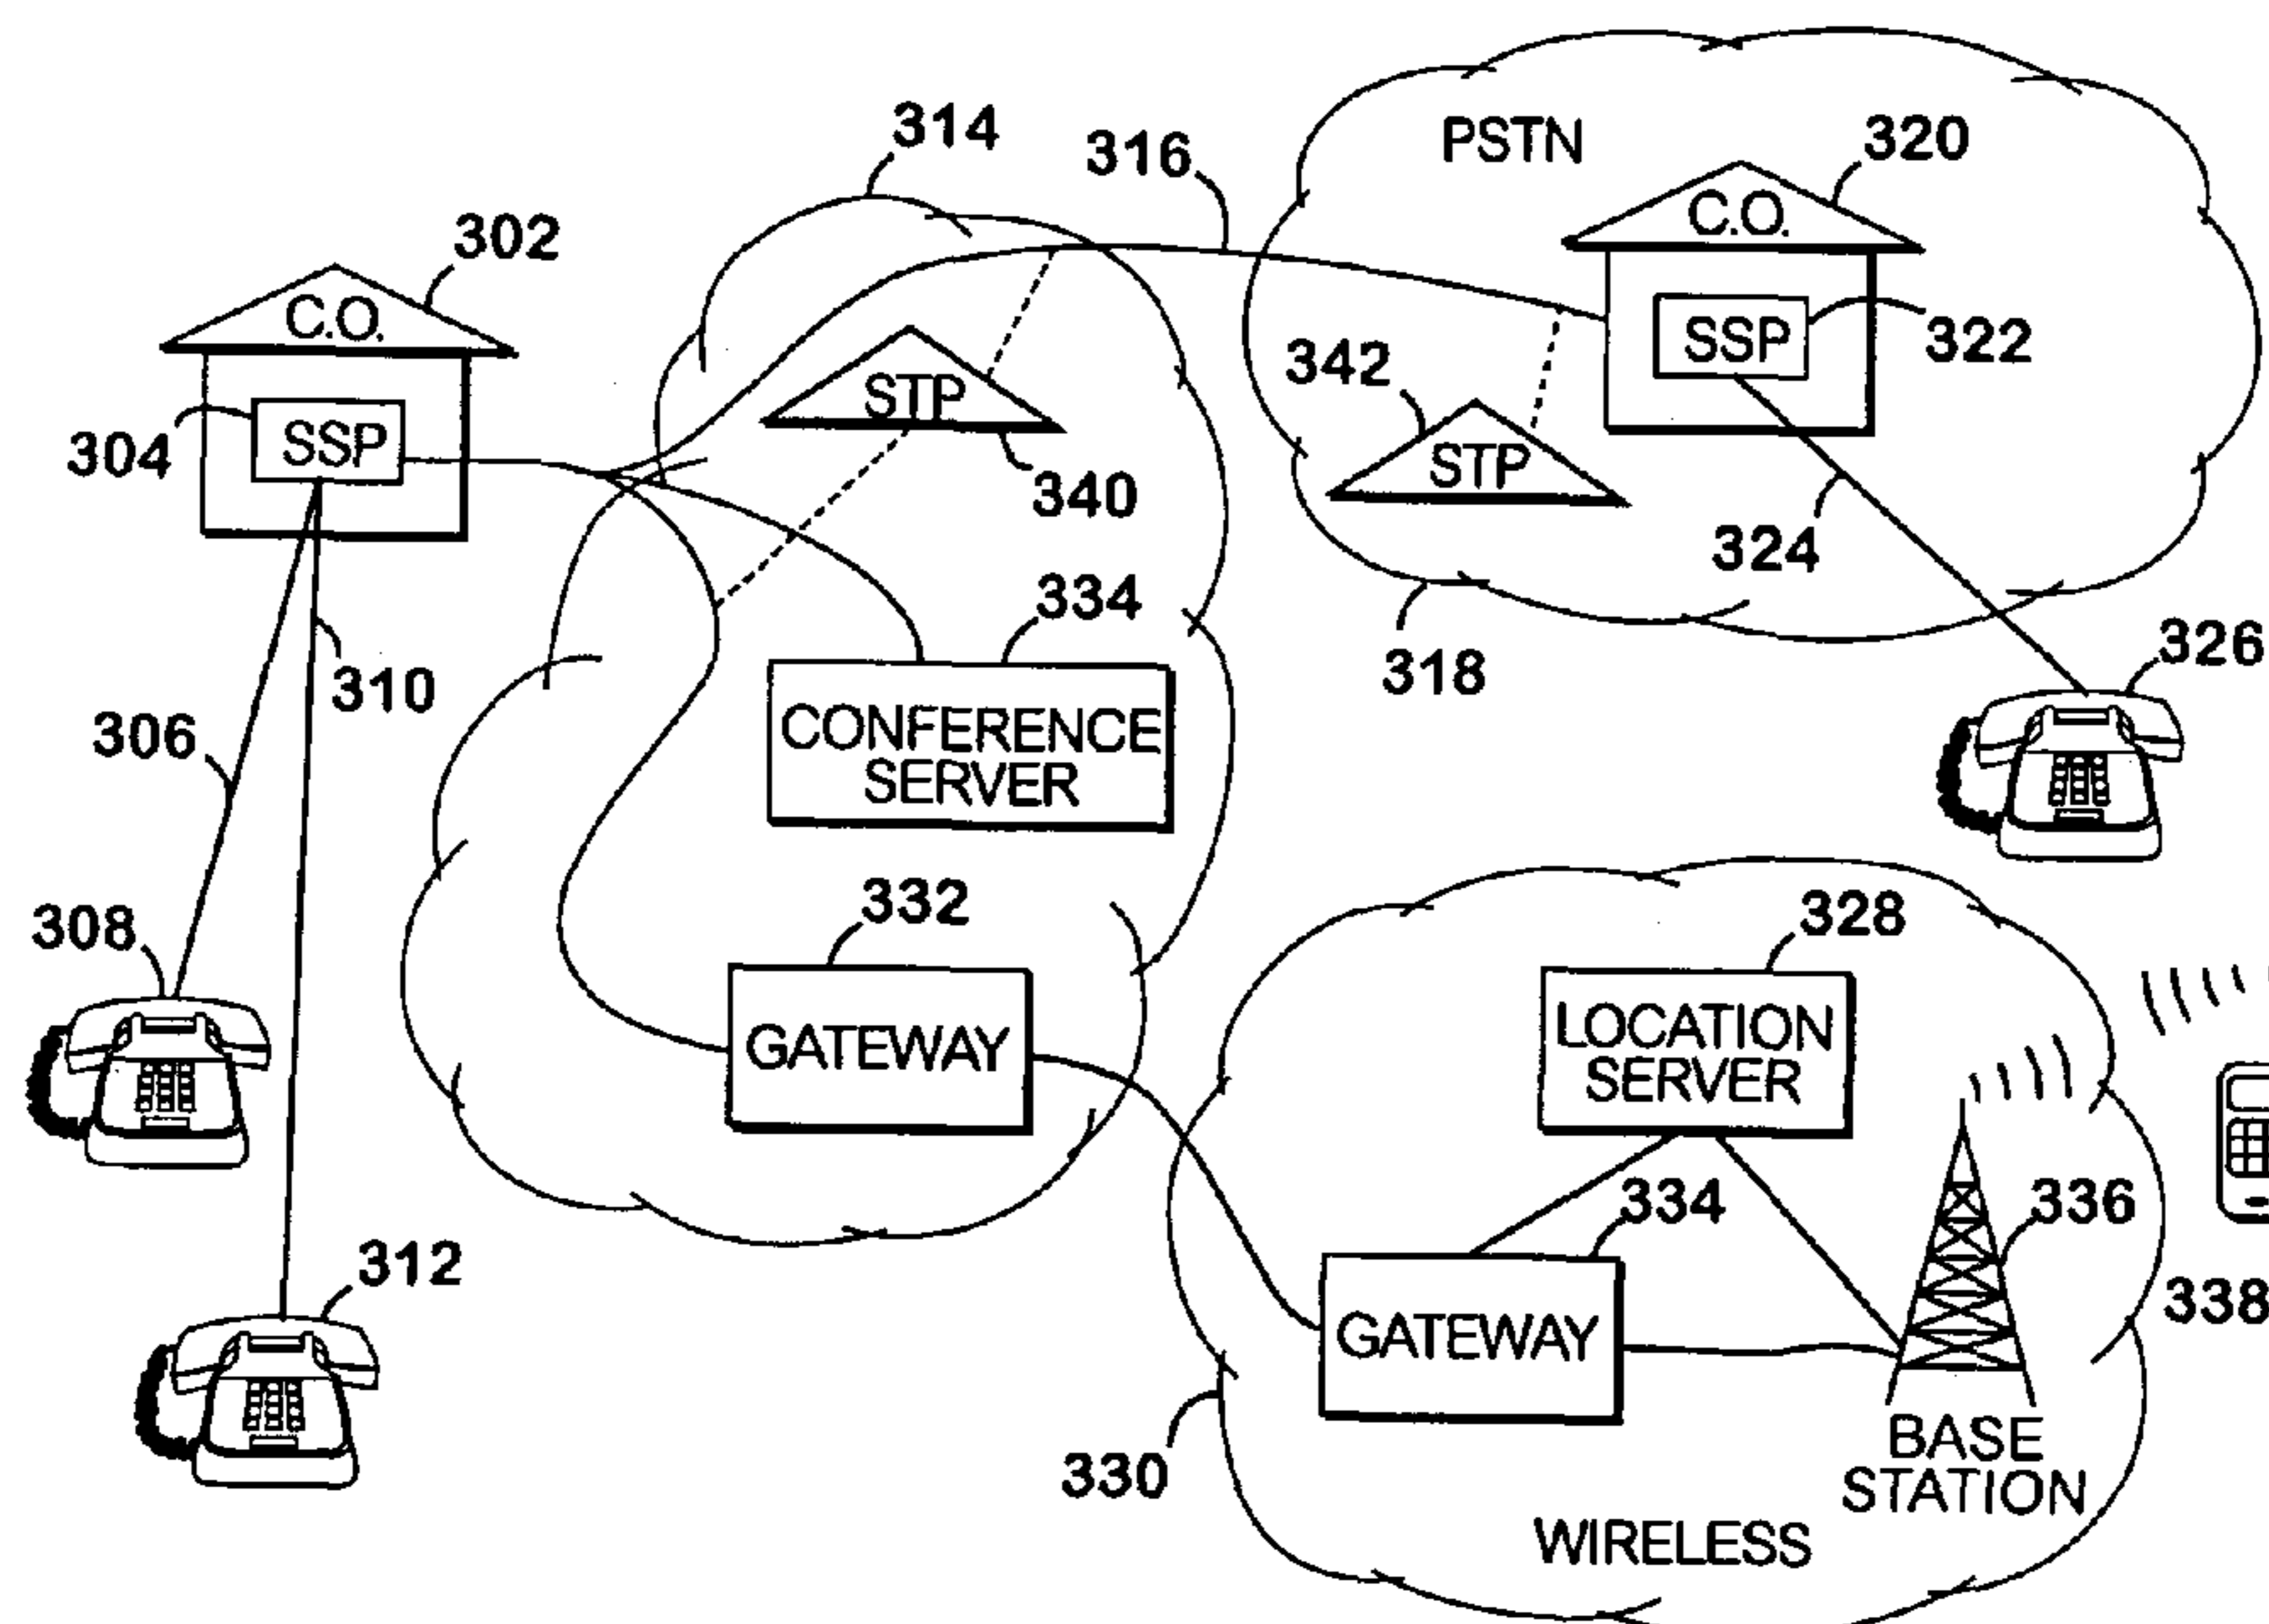 314
316
PSTN
320
C.O.
302
C.O.
SSP
322
304
SSP
342
STP
STP
340
324
334
326
310
318
306
CONFERENCE
SERVER
308
332
328
LOCATION
SERVER
GATEWAY
334
336
312
338
GATEWAY
330
BASE
STATION
WIRELESS